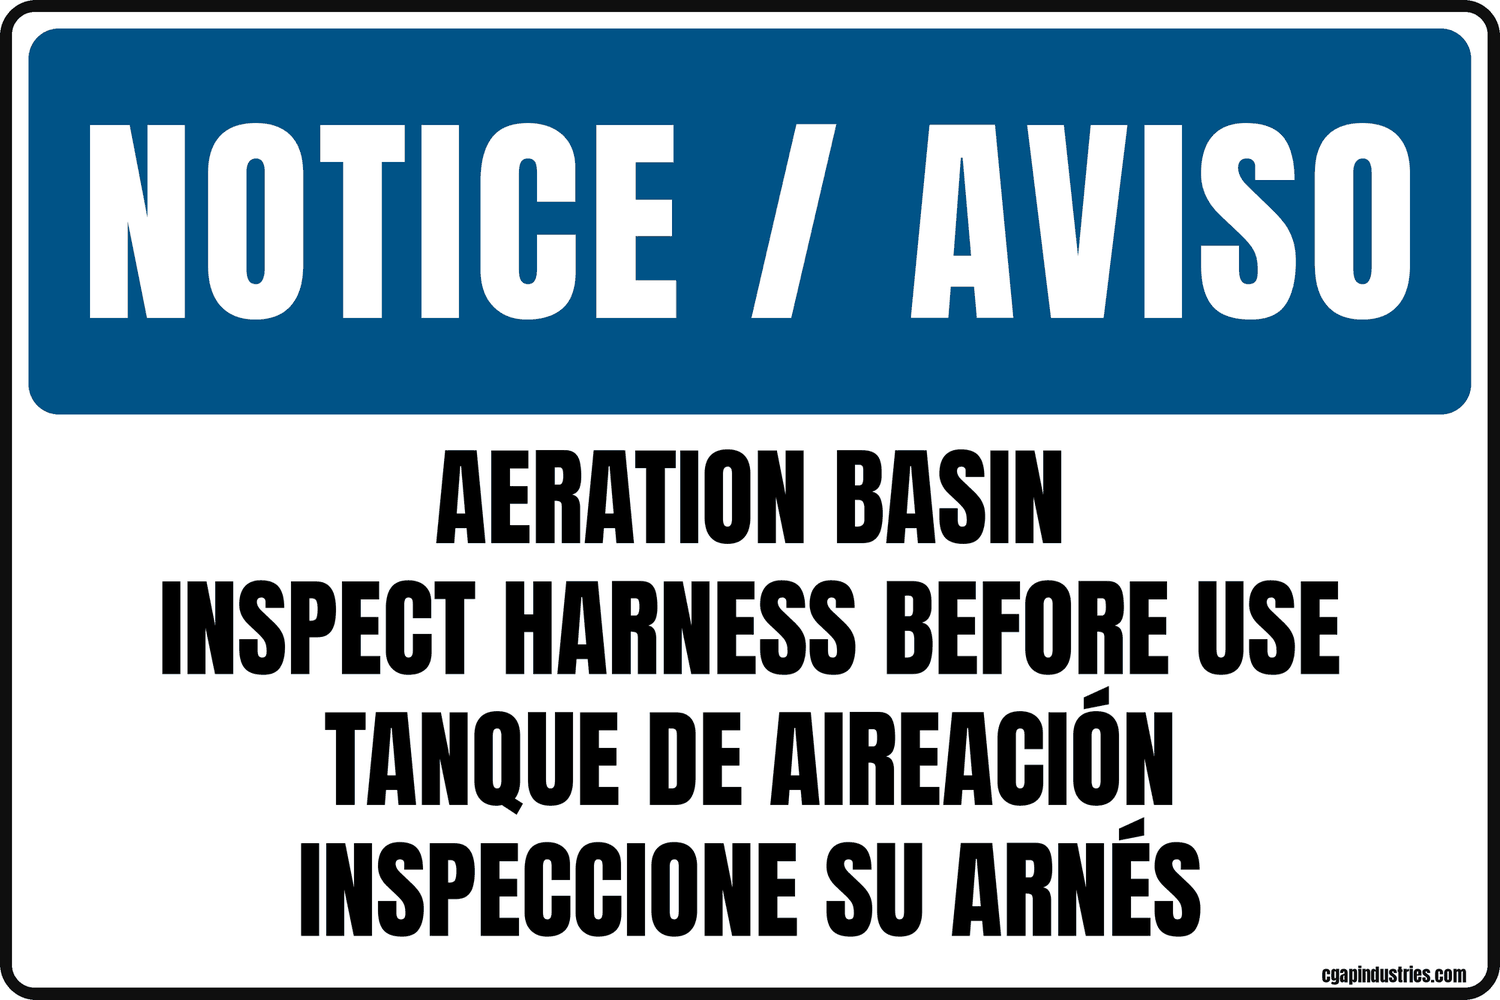 NOTICE / AVISO
AERATION BASIN
INSPECT HARNESS BEFORE USE
TANQUE DE AIREACIÓN
INSPECCIONE SU ARNÉS
cgapindustries.com